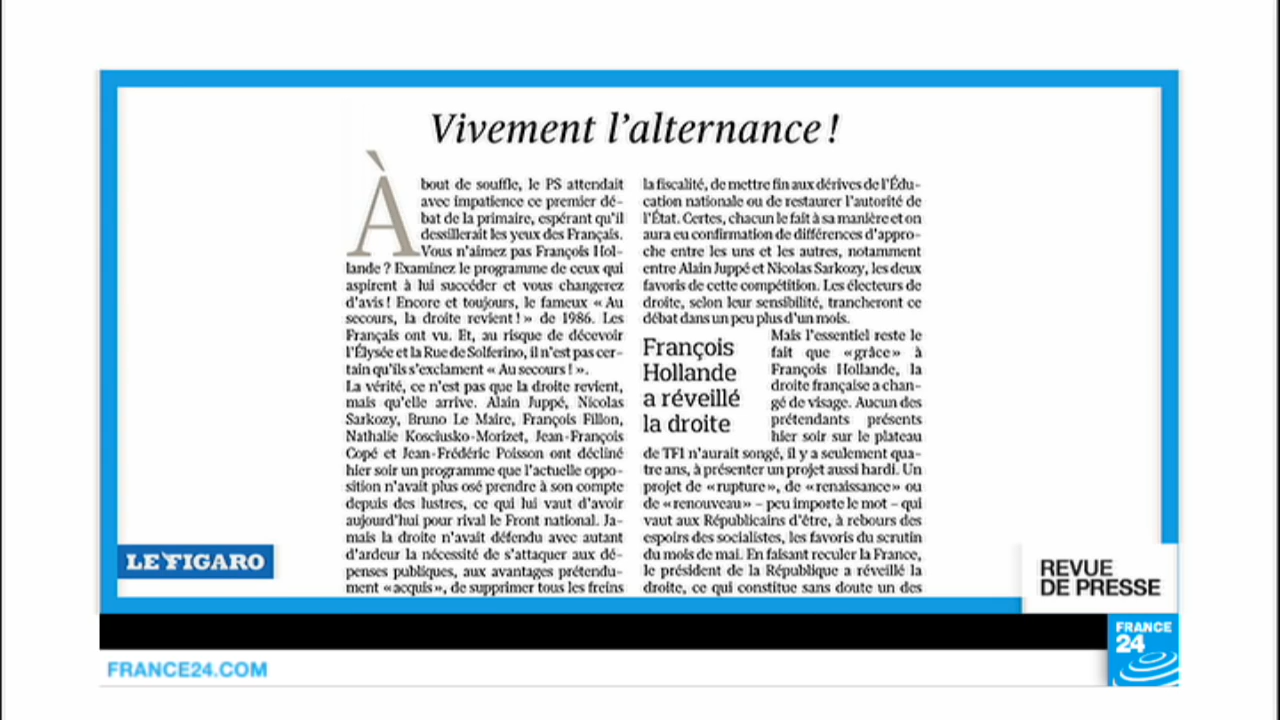 Vivement l'alternance !
À bout de souffle, le PS attendait
avec impatience ce premier dé-
bat de la primaire, espérant qu'il
dessillerait les yeux des Français.
Vous n'aimez pas François Hol-
lande ? Examinez le programme de ceux qui
aspirent à lui succéder et vous changerez
d'avis ! Encore et toujours, le fameux « Au
secours, la droite revient ! » de 1986. Les
Français ont vu. Et, au risque de décevoir
l'Élysée et la Rue de Solferino, il n'est pas cer-
tain qu'ils s'exclament « Au secours ! ».
La vérité, ce n'est pas que la droite revient,
mais qu'elle arrive. Alain Juppé, Nicolas
Sarkozy, Bruno Le Maire, François Fillon,
Nathalie Kosciusko-Morizet, Jean-François
Copé et Jean-Frédéric Poisson ont décliné
hier soir un programme que l'actuelle oppo-
sition n'avait plus osé prendre à son compte
depuis des lustres, ce qui lui vaut d'avoir
aujourd'hui pour rival le Front national. Ja-
mais la droite n'avait défendu avec autant
d'ardeur la nécessité de s'attaquer aux dé-
penses publiques, aux avantages prétendu-
ment « acquis », de supprimer tous les freins
la fiscalité, de mettre fin aux dérives de l'Édu-
cation nationale ou de restaurer l'autorité de
l'État. Certes, chacun le fait à sa manière et on
aura eu confirmation de différences d'appro-
che entre les uns et les autres, notamment
entre Alain Juppé et Nicolas Sarkozy, les deux
favoris de cette compétition. Les électeurs de
droite, selon leur sensibilité, trancheront ce
débat dans un peu plus d'un mois.
Mais l'essentiel reste le
fait que « grâce » à
François Hollande, la
droite française a chan-
gé de visage. Aucun des
prétendants présents
hier soir sur le plateau
de TF1 n'aurait songé, il y a seulement qua-
tre ans, à présenter un projet aussi hardi. Un
projet de « rupture », de « renaissance » ou
de « renouveau » – peu importe le mot – qui
vaut aux Républicains d'être, à rebours des
espoirs des socialistes, les favoris du scrutin
du mois de mai. En faisant reculer la France,
le président de la République a réveillé la
droite, ce qui constitue sans doute un des
François
Hollande
a réveillé
la droite
LE FIGARO
REVUE
DE PRESSE
FRANCE
24
FRANCE24.COM